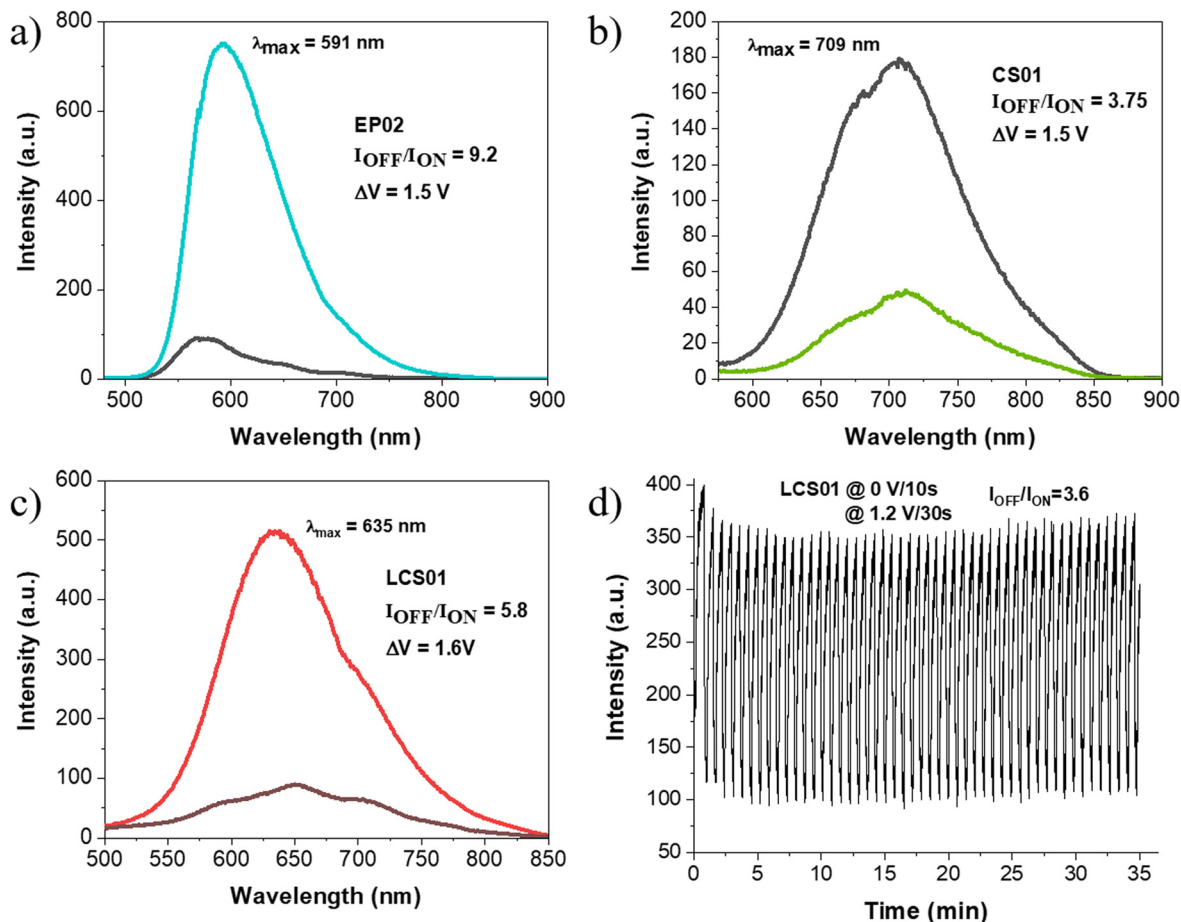 a)
800
600
400
200
0
Intensity (a.u.)
λmax = 591 nm
EP02
IOFF/ION = 9.2
ΔV = 1.5 V
500 600 700 800 900
Wavelength (nm)
b)
200
180
160
140
120
100
80
60
40
20
0
Intensity (a.u.)
λmax = 709 nm
CS01
IOFF/ION = 3.75
ΔV = 1.5 V
600 650 700 750 800 850 900
Wavelength (nm)
c)
600
500
400
300
200
100
0
Intensity (a.u.)
λmax = 635 nm
LCS01
IOFF/ION = 5.8
ΔV = 1.6V
500 550 600 650 700 750 800 850
Wavelength (nm)
d)
400
350
300
250
200
150
100
50
Intensity (a.u.)
LCS01 @ 0 V/10s
@ 1.2 V/30s
IOFF/ION=3.6
0 5 10 15 20 25 30 35
Time (min)